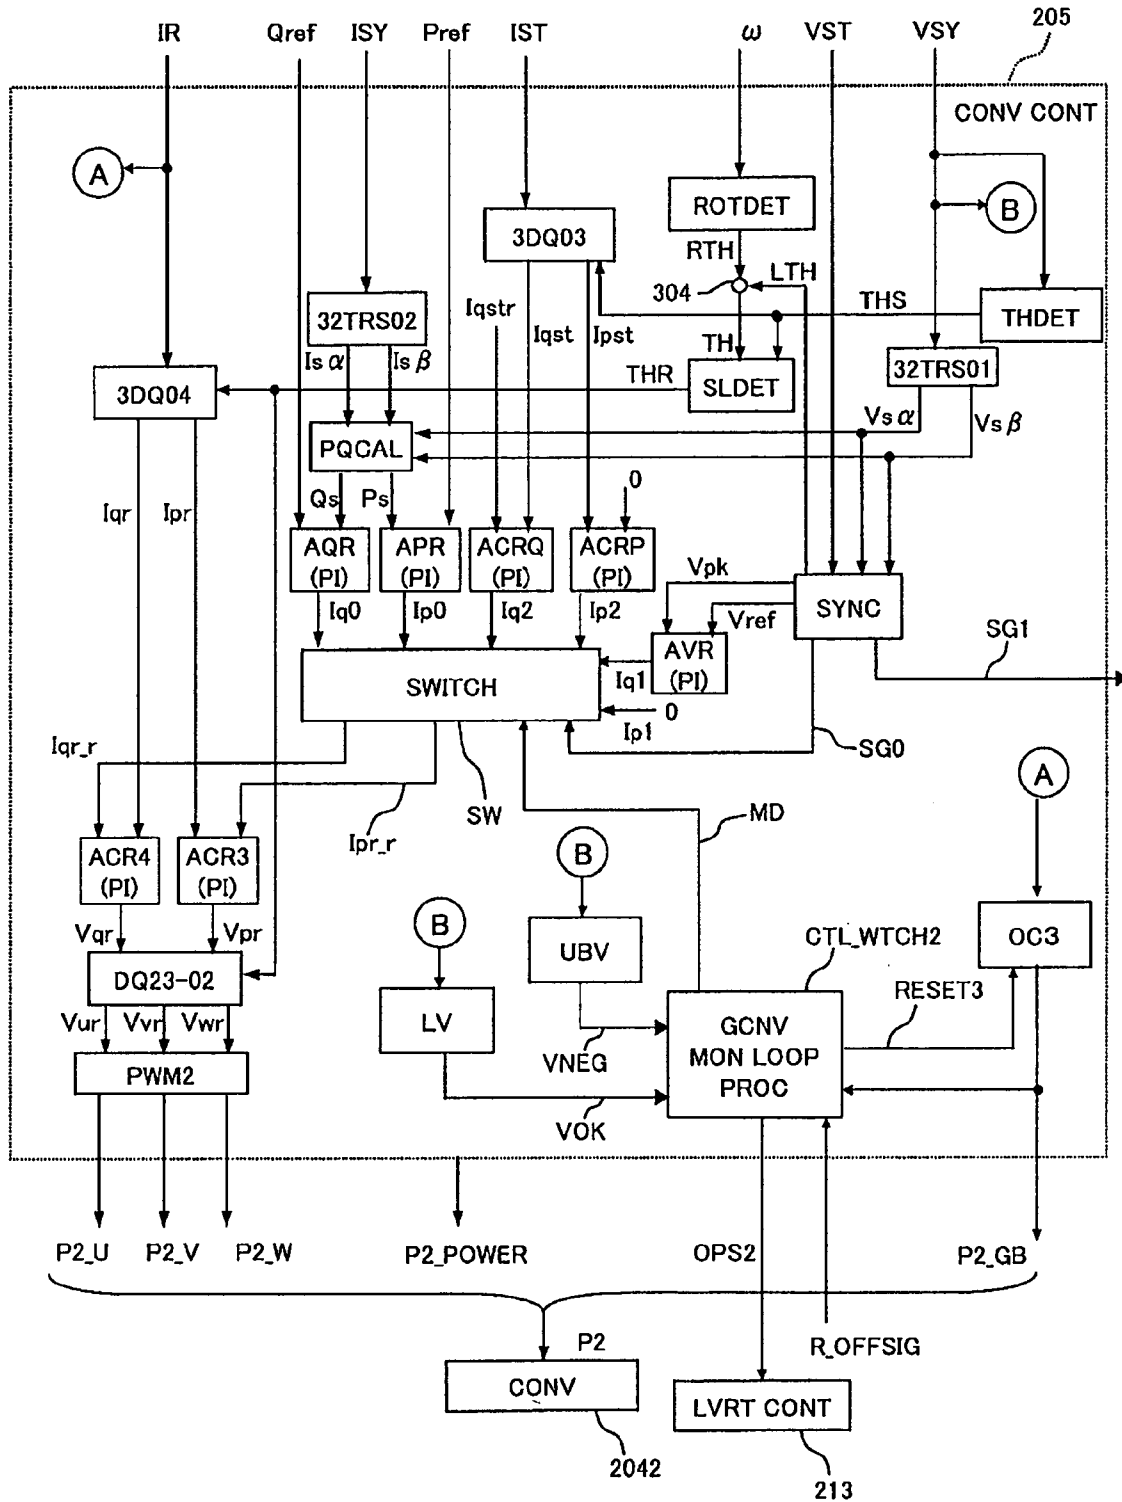 205
IR Qref ISY Pref IST ω VST VSY
CONV CONT
A
ROTDET
B
3DQ03
RTH
LTH
304
THS
THDET
32TRS02
Iqstr Iqst Ipst
TH
Isα Isβ
THR
SLDET
32TRS01
3DQ04
Vsα Vsβ
PQCAL
0
Iqr Ipr
Qs Ps
AQR (PI)
APR (PI)
ACRQ (PI)
ACRP (PI)
Vpk
SYNC
Vref
Iq0 Ip0 Iq2 Ip2
AVR (PI)
SG1
SWITCH
Iq1
0
Ip1
Iqr_r
SG0
A
SW
MD
Ipr_r
ACR4 (PI)
ACR3 (PI)
B
B
Vqr Vpr
UBV
CTL_WTCH2
OC3
DQ23-02
RESET3
LV
GCNV
MON LOOP
PROC
Vur Vvr Vwr
VNEG
PWM2
VOK
P2_U P2_V P2_W P2_POWER OPS2 P2_GB
P2
R_OFFSIG
CONV
LVRT CONT
2042
213